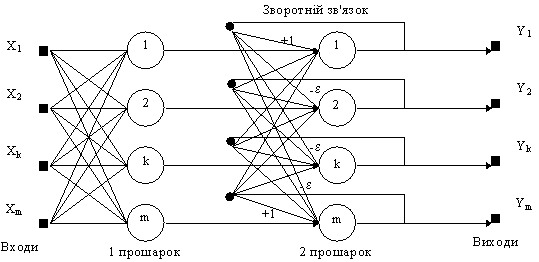 Зворотній зв'язок
X1 1 +1 1 Y1
X2 2 -ε 2 Y2
Xk k -ε k Yk
-ε
Xm m +1 m Ym
Входи 1 прошарок 2 прошарок Виходи